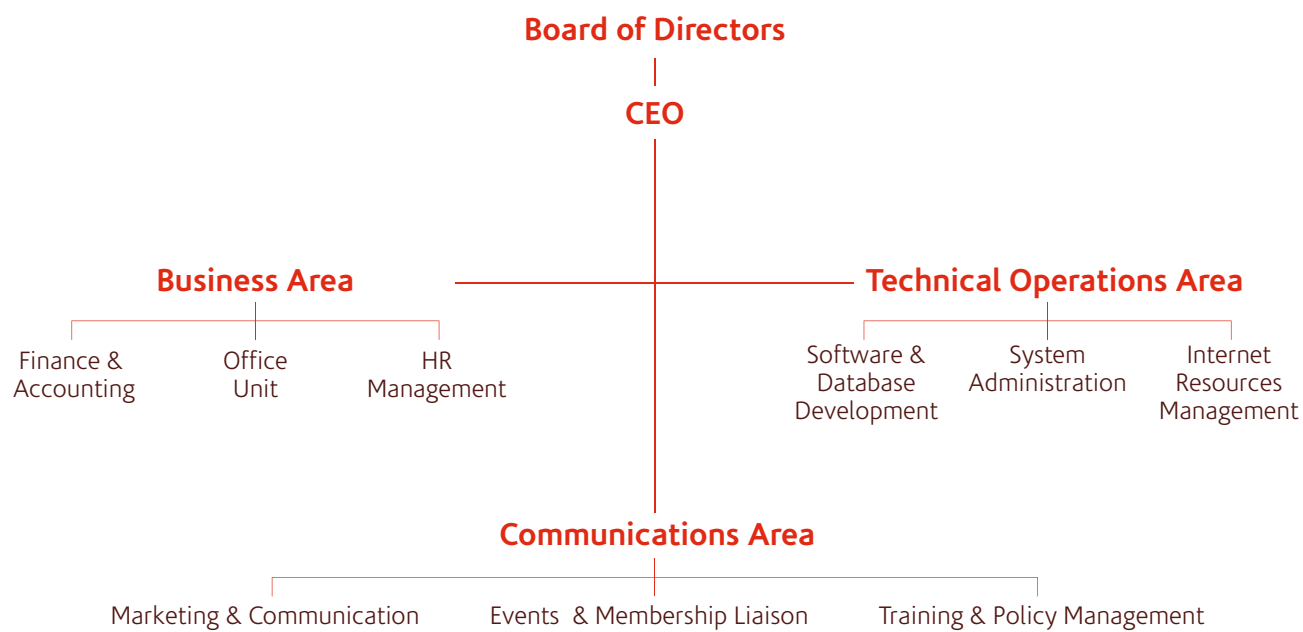 Board of Directors
CEO
Business Area
Technical Operations Area
Finance &
Accounting
Office
Unit
HR
Management
Software &
Database
Development
System
Administration
Internet
Resources
Management
Communications Area
Marketing & Communication
Events & Membership Liaison
Training & Policy Management